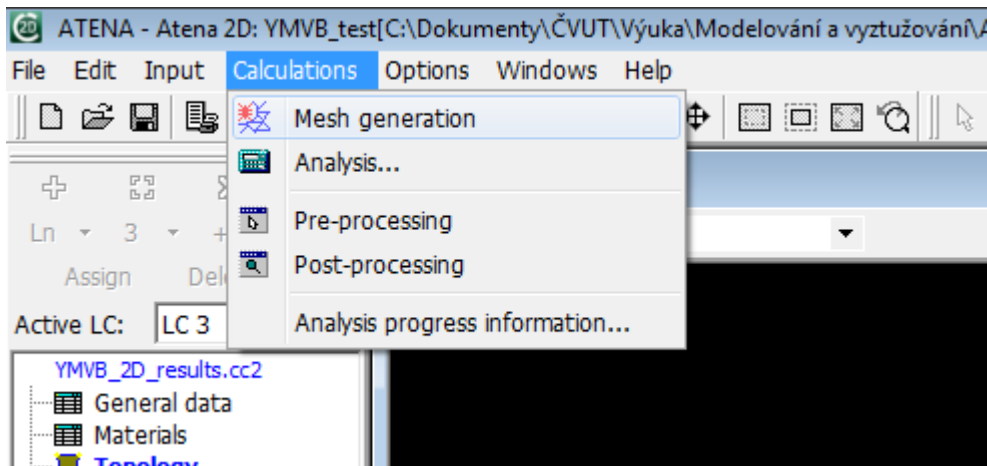 ATENA - Atena 2D: YMVB_test[C:\Dokumenty\ČVUT\Výuka\Modelování a vyztužování\
File Edit Input Calculations Options Windows Help
Mesh generation
Analysis...
Ln 3
Pre-processing
Assign
Post-processing
Active LC: LC 3
Analysis progress information...
YMVB_2D_results.cc2
General data
Materials
Topology